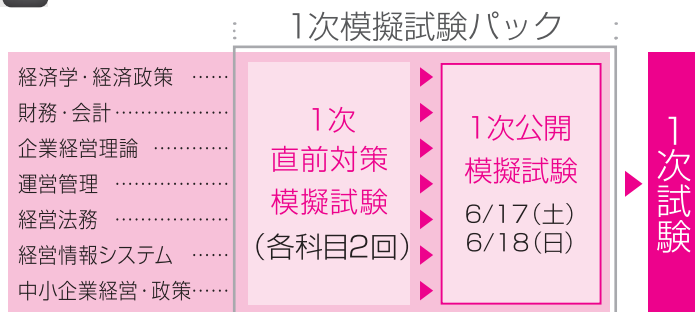 1次模擬試験パック
経済学・経済政策 ……
財務・会計 ………………
企業経営理論 …………
運営管理 ………………
経営法務 ………………
経営情報システム ……
中小企業経営・政策……
1次
直前対策
模擬試験
(各科目2回)
1次公開
模擬試験
6/17(土)
6/18(日)
1次試験